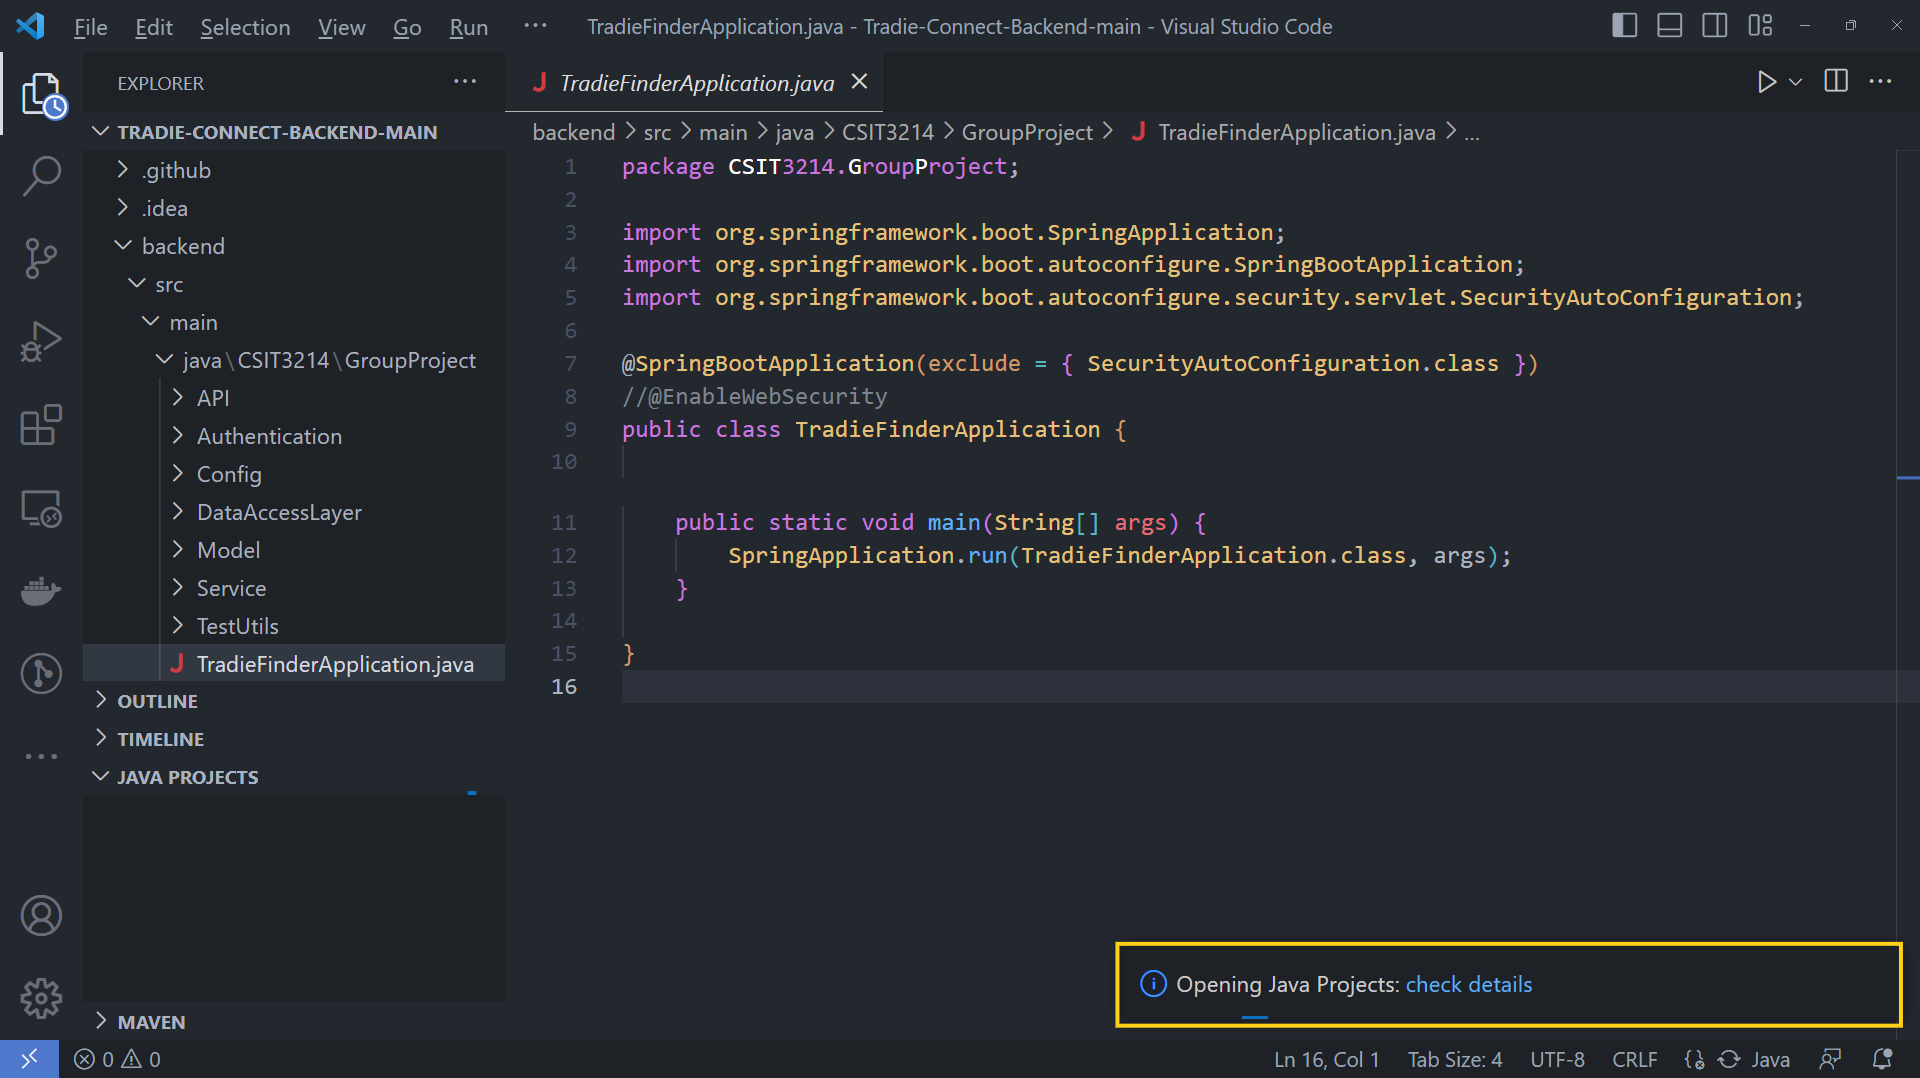 File Edit Selection View Go Run ··· TradieFinderApplication.java - Tradie-Connect-Backend-main - Visual Studio Code
EXPLORER ···
TRADIE-CONNECT-BACKEND-MAIN
.github
.idea
backend
src
main
java\CSIT3214\GroupProject
API
Authentication
Config
DataAccessLayer
Model
Service
TestUtils
J TradieFinderApplication.java
OUTLINE
TIMELINE
JAVA PROJECTS
MAVEN
J TradieFinderApplication.java
backend > src > main > java > CSIT3214 > GroupProject > J TradieFinderApplication.java > ...
1 package CSIT3214.GroupProject;
2
3 import org.springframework.boot.SpringApplication;
4 import org.springframework.boot.autoconfigure.SpringBootApplication;
5 import org.springframework.boot.autoconfigure.security.servlet.SecurityAutoConfiguration;
6
7 @SpringBootApplication(exclude = { SecurityAutoConfiguration.class })
8 //@EnableWebSecurity
9 public class TradieFinderApplication {
10
11 public static void main(String[] args) {
12 SpringApplication.run(TradieFinderApplication.class, args);
13 }
14
15 }
16
Opening Java Projects: check details
0 0 Ln 16, Col 1 Tab Size: 4 UTF-8 CRLF Java